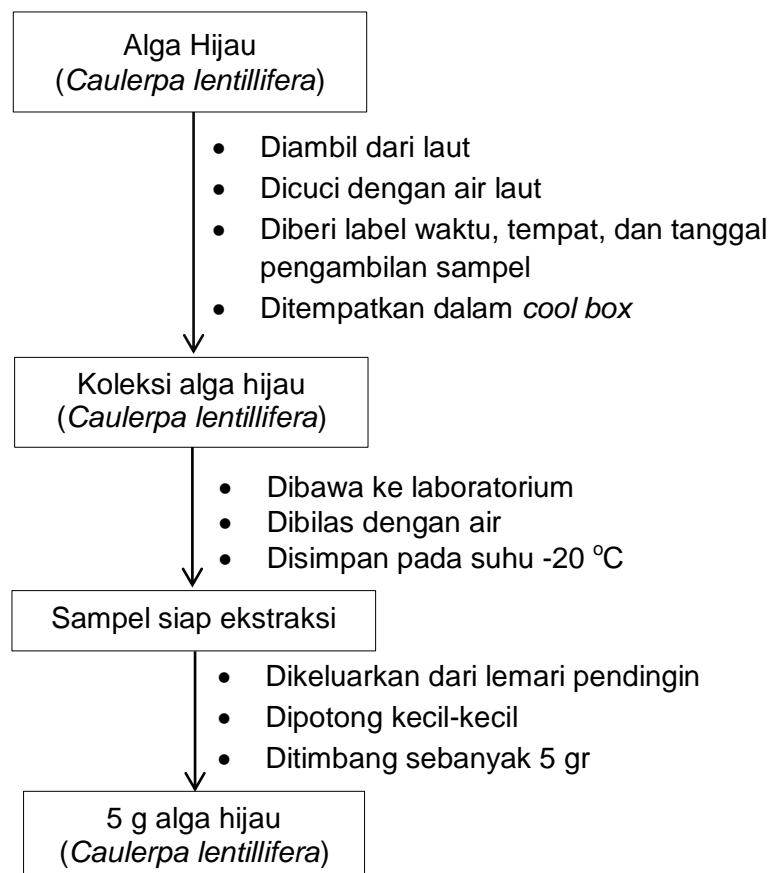 Alga Hijau
(Caulerpa lentillifera)
• Diambil dari laut
• Dicuci dengan air laut
• Diberi label waktu, tempat, dan tanggal
pengambilan sampel
• Ditempatkan dalam cool box
Koleksi alga hijau
(Caulerpa lentillifera)
• Dibawa ke laboratorium
• Dibilas dengan air
• Disimpan pada suhu -20 °C
Sampel siap ekstraksi
• Dikeluarkan dari lemari pendingin
• Dipotong kecil-kecil
• Ditimbang sebanyak 5 gr
5 g alga hijau
(Caulerpa lentillifera)